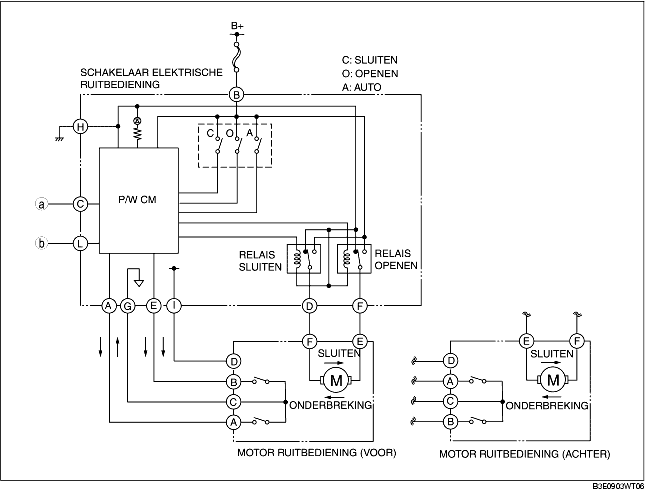 B+
SCHAKELAAR ELEKTRISCHE
RUITBEDIENING
C: SLUITEN
O: OPENEN
A: AUTO
B
H
A
C O A
a C
P/W CM
b L
RELAIS
SLUITEN
RELAIS
OPENEN
A G E I D F
F E
D
SLUITEN
B
M
C
ONDERBREKING
A
MOTOR RUITBEDIENING (VOOR)
E F
D
SLUITEN
A
M
C
ONDERBREKING
B
MOTOR RUITBEDIENING (ACHTER)
B3E0903WT06